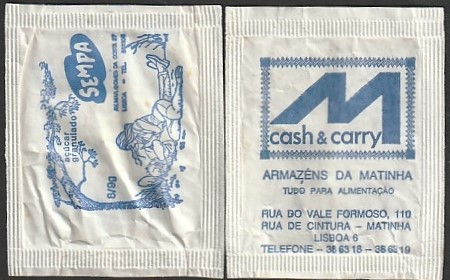 SEMPA
açúcar
granulado
8/9g
M
cash & carry
ARMAZÉNS DA MATINHA
TUDO PARA ALIMENTAÇÃO
RUA DO VALE FORMOSO, 110
RUA DE CINTURA - MATINHA
LISBOA 6
TELEFONE - 38 63 18 - 38 63 19